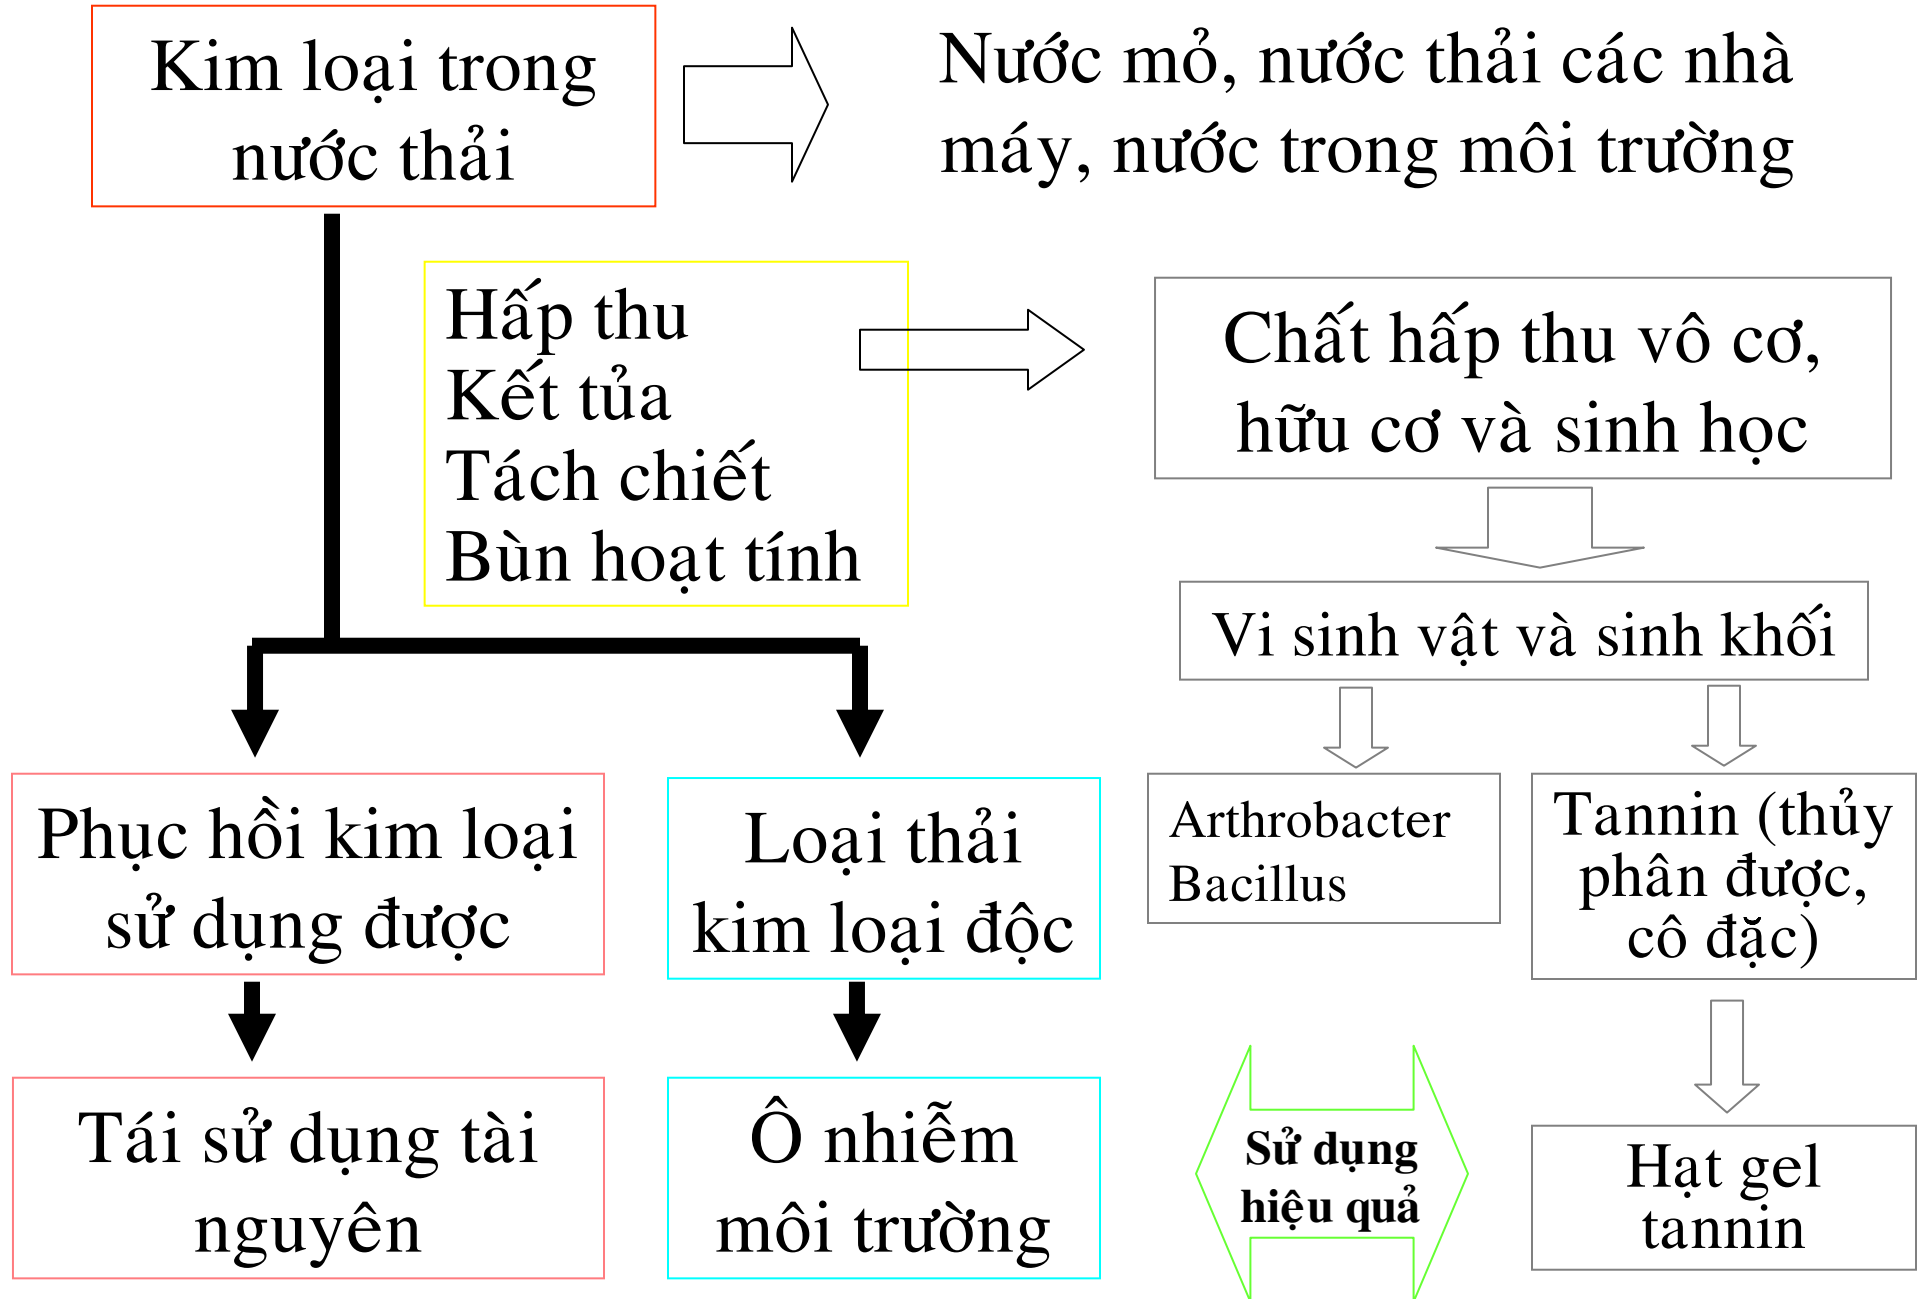 Kim loại trong
nước thải
Nước mỏ, nước thải các nhà
máy, nước trong môi trường
Hấp thu
Kết tủa
Tách chiết
Bùn hoạt tính
Chất hấp thu vô cơ,
hữu cơ và sinh học
Vi sinh vật và sinh khối
Phục hồi kim loại
sử dụng được
Loại thải
kim loại độc
Arthrobacter
Bacillus
Tannin (thủy
phân được,
cô đặc)
Tái sử dụng tài
nguyên
Ô nhiễm
môi trường
Sử dụng
hiệu quả
Hạt gel
tannin